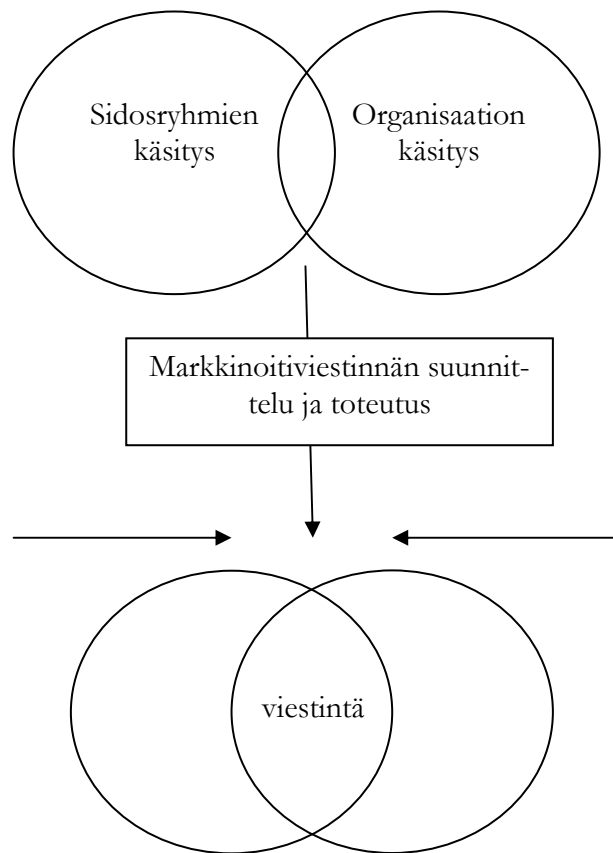 Sidosryhmien
käsitys
Organisaation
käsitys
Markkinoitiviestinnän suunnit-
telu ja toteutus
viestintä